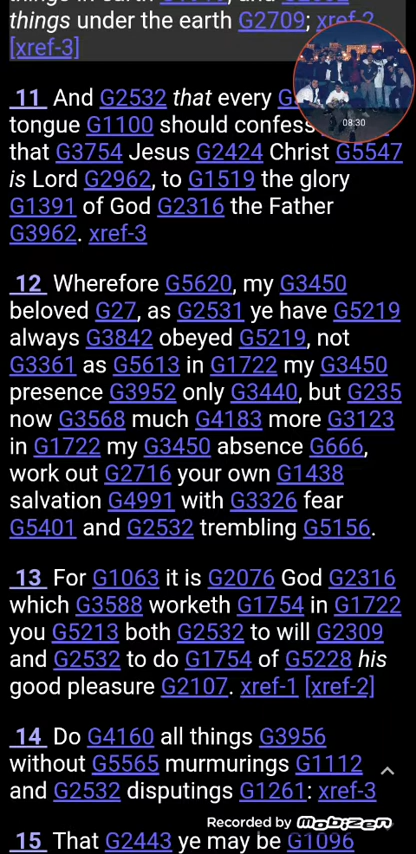 things under the earth G2709; xref-2
[xref-3]
11 And G2532 that every
tongue G1100 should confess
that G3754 Jesus G2424 Christ G5547
is Lord G2962, to G1519 the glory
G1391 of God G2316 the Father
G3962. xref-3
12 Wherefore G5620, my G3450
beloved G27, as G2531 ye have G5219
always G3842 obeyed G5219, not
G3361 as G5613 in G1722 my G3450
presence G3952 only G3440, but G235
now G3568 much G4183 more G3123
in G1722 my G3450 absence G666,
work out G2716 your own G1438
salvation G4991 with G3326 fear
G5401 and G2532 trembling G5156.
13 For G1063 it is G2076 God G2316
which G3588 worketh G1754 in G1722
you G5213 both G2532 to will G2309
and G2532 to do G1754 of G5228 his
good pleasure G2107. xref-1 [xref-2]
14 Do G4160 all things G3956
without G5565 murmurings G1112
and G2532 disputings G1261: xref-3
15 That G2443 ye may be G1096
08:30
Recorded by MOBIZEN